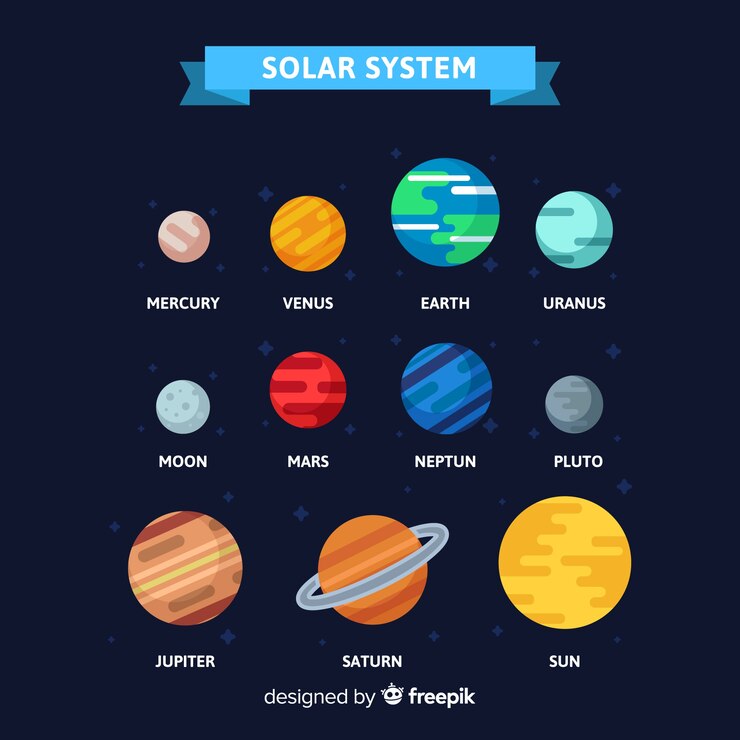 SOLAR SYSTEM
MERCURY VENUS EARTH URANUS
MOON MARS NEPTUN PLUTO
JUPITER SATURN SUN
designed by freepik